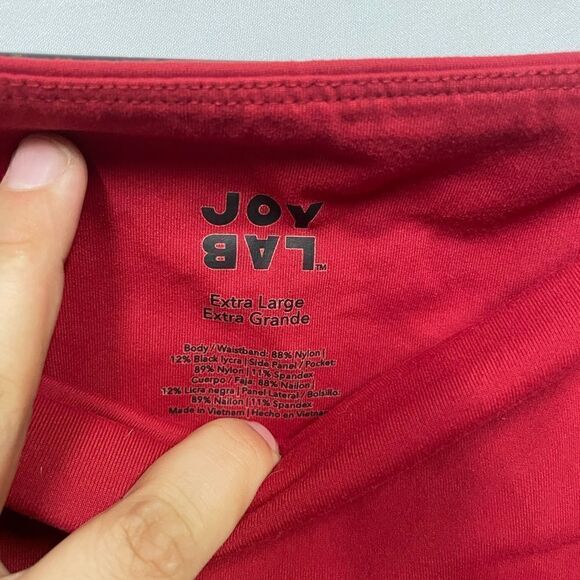 JOY
LAB™
Extra Large
Extra Grande
Body / Waistband: 88% Nylon |
12% Black lycra | Side Panel / Pocket:
89% Nylon | 11% Spandex
Cuerpo / Faja: 88% Nailon |
12% Licra negra | Panel Lateral / Bolsillo:
89% Nailon | 11% Spandex
Made in Vietnam | Hecho en Vietnam